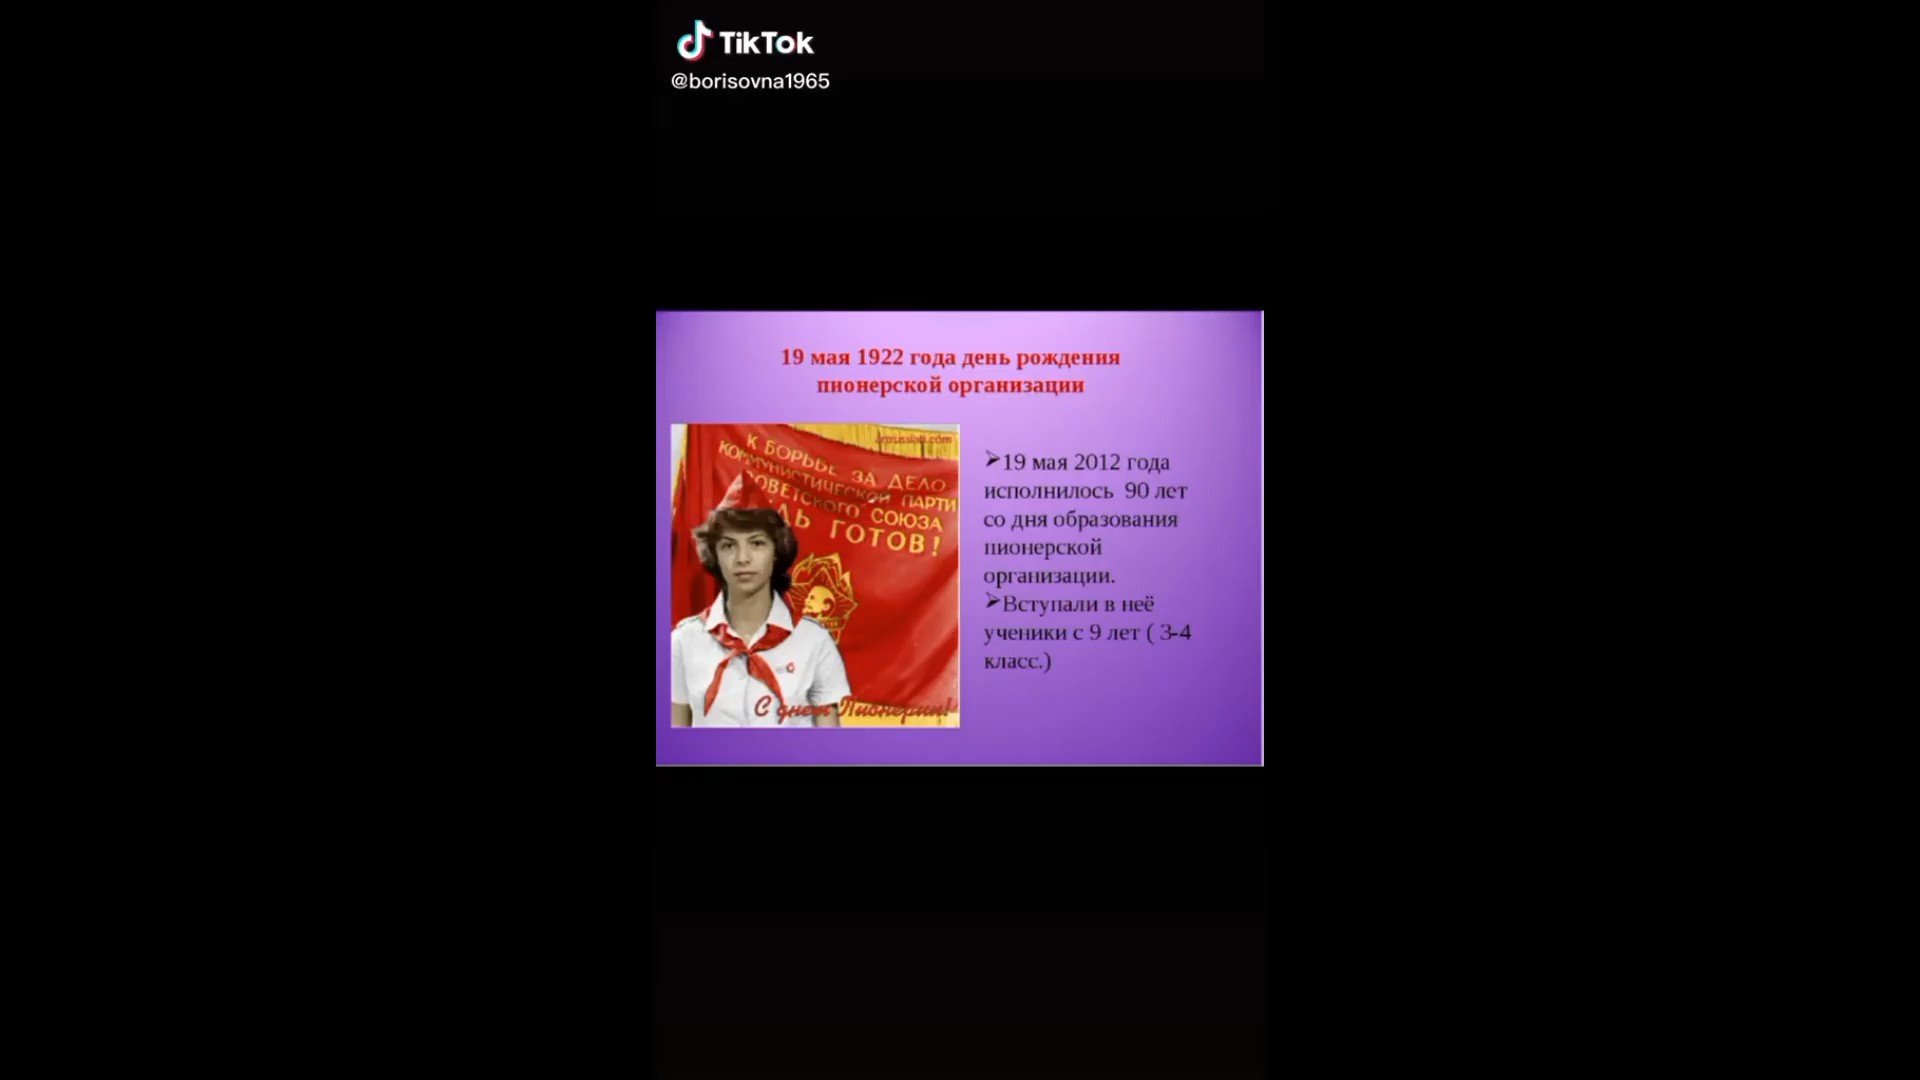 TikTok
@borisovna1965
19 мая 1922 года день рождения
пионерской организации
К БОРЬБЕ ЗА ДЕЛО
КОММУНИСТИЧЕСКОЙ ПАРТИ
СОВЕТСКОГО СОЮЗА
ГОТОВ!
С днем Пионерии!
➢19 мая 2012 года
исполнилось 90 лет
со дня образования
пионерской
организации.
➢Вступали в неё
ученики с 9 лет ( 3-4
класс.)